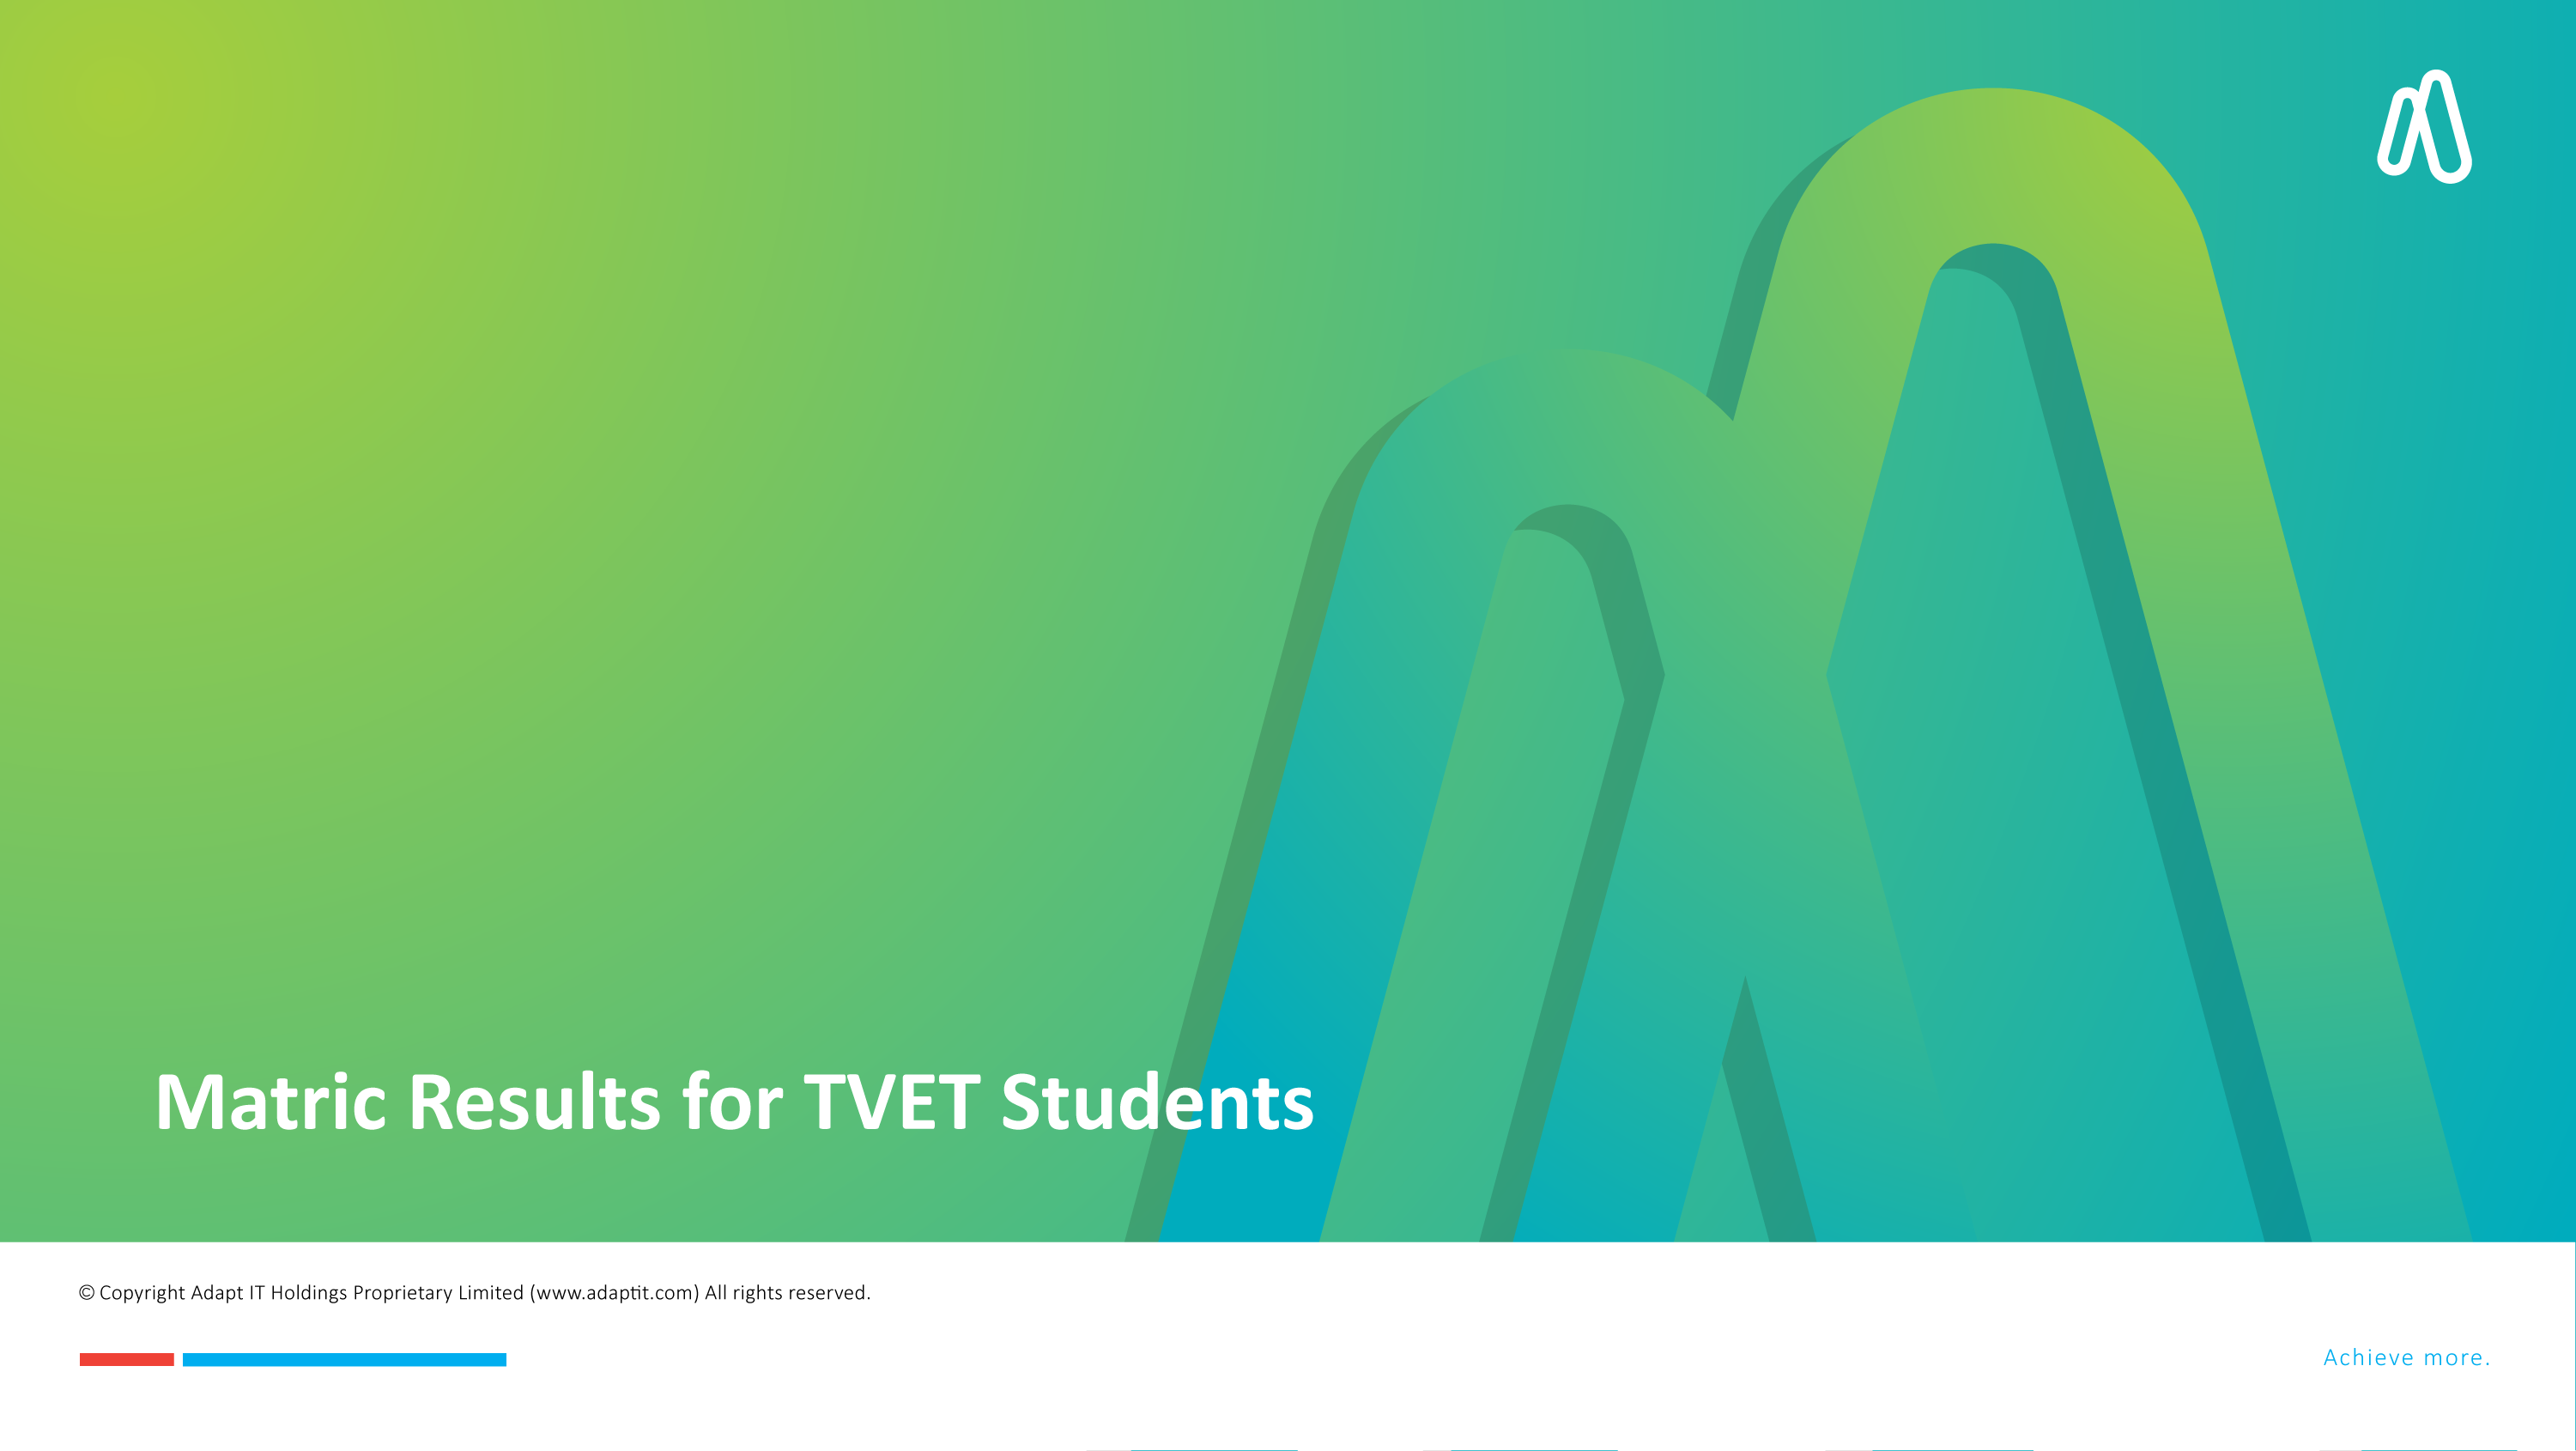 Matric Results for TVET Students
© Copyright Adapt IT Holdings Proprietary Limited (www.adaptit.com) All rights reserved.
Achieve more.